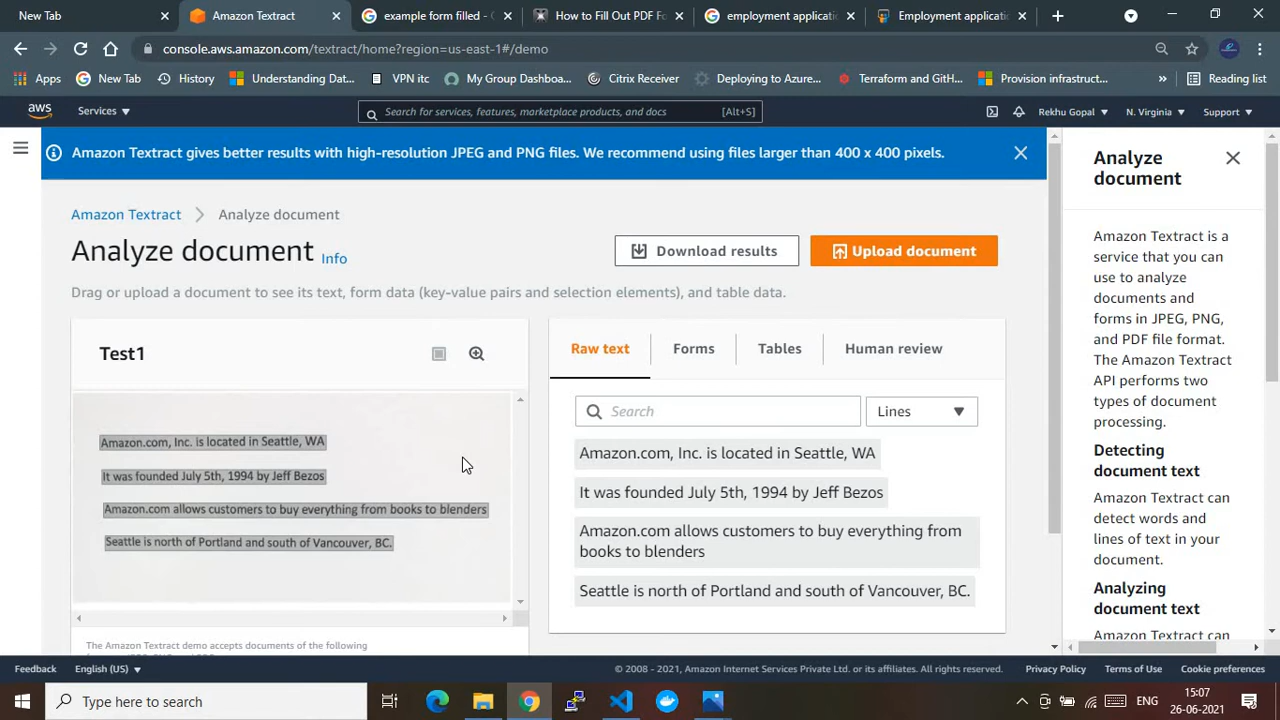 New Tab
Amazon Textract
example form filled - G
How to Fill Out PDF Fo
employment applicati
Employment applicati
console.aws.amazon.com/textract/home?region=us-east-1#/demo
Apps
New Tab
History
Understanding Dat...
VPN itc
My Group Dashboa...
Citrix Receiver
Deploying to Azure...
Terraform and GitH...
Provision infrastruct...
»
Reading list
aws
Services
Search for services, features, marketplace products, and docs
[Alt+S]
Rekhu Gopal
N. Virginia
Support
Amazon Textract gives better results with high-resolution JPEG and PNG files. We recommend using files larger than 400 x 400 pixels.
Amazon Textract
Analyze document
Analyze document
Info
Download results
Upload document
Drag or upload a document to see its text, form data (key-value pairs and selection elements), and table data.
Test1
Amazon.com, Inc. is located in Seattle, WA
It was founded July 5th, 1994 by Jeff Bezos
Amazon.com allows customers to buy everything from books to blenders
Seattle is north of Portland and south of Vancouver, BC.
The Amazon Textract demo accepts documents of the following
Raw text
Forms
Tables
Human review
Search
Lines
Amazon.com, Inc. is located in Seattle, WA
It was founded July 5th, 1994 by Jeff Bezos
Amazon.com allows customers to buy everything from
books to blenders
Seattle is north of Portland and south of Vancouver, BC.
Analyze
document
Amazon Textract is a
service that you can
use to analyze
documents and
forms in JPEG, PNG,
and PDF file format.
The Amazon Textract
API performs two
types of document
processing.
Detecting
document text
Amazon Textract can
detect words and
lines of text in your
document.
Analyzing
document text
Amazon Textract can
Feedback
English (US)
© 2008 - 2021, Amazon Internet Services Private Ltd. or its affiliates. All rights reserved.
Privacy Policy
Terms of Use
Cookie preferences
Type here to search
ENG
15:07
26-06-2021